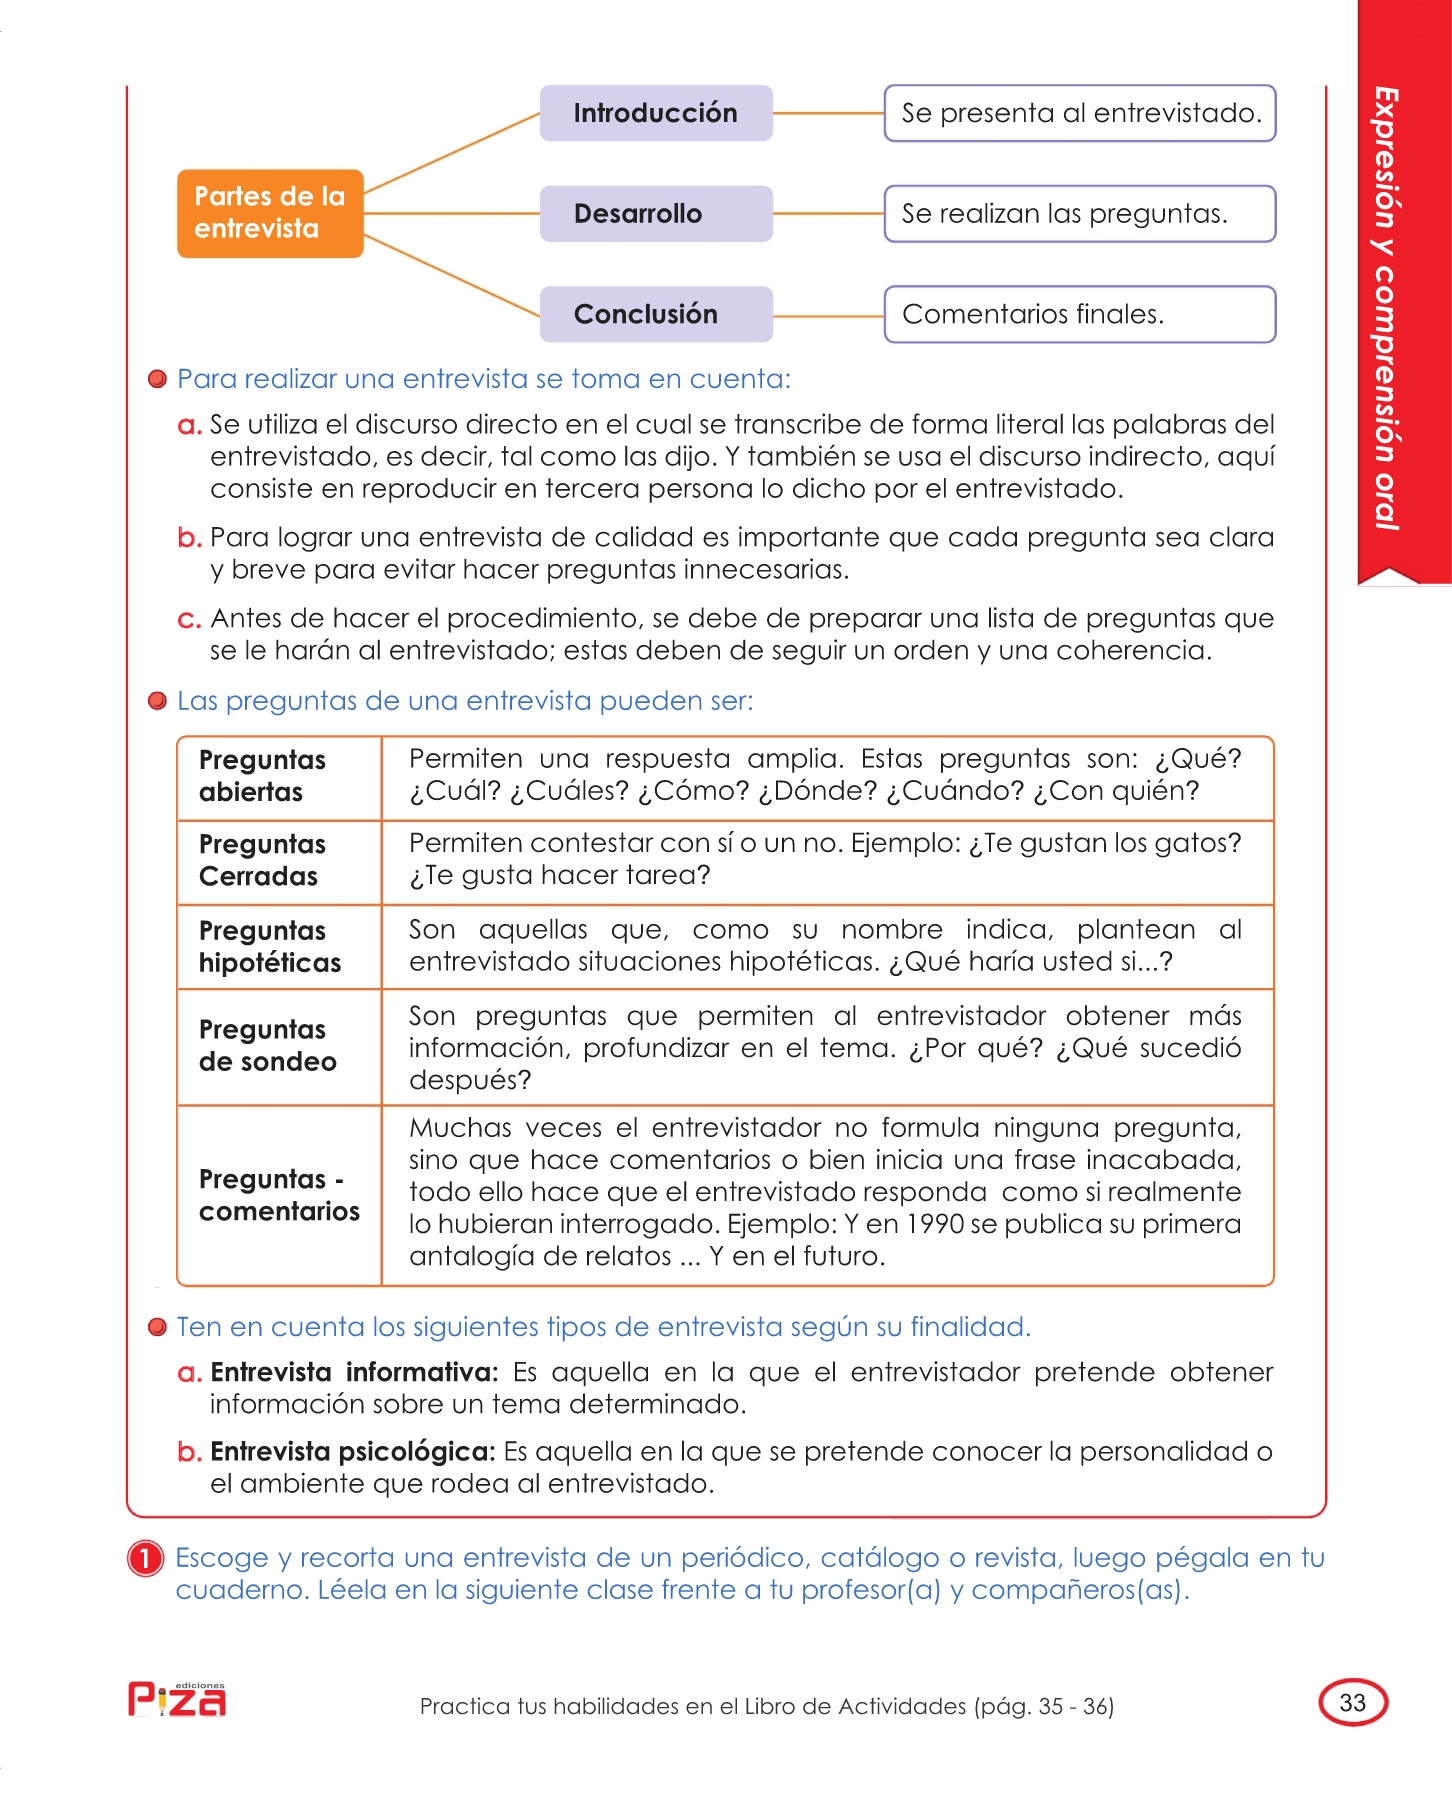 Expresión y comprensión oral
Partes de la
entrevista
Introducción
Se presenta al entrevistado.
Desarrollo
Se realizan las preguntas.
Conclusión
Comentarios finales.
Para realizar una entrevista se toma en cuenta:
a. Se utiliza el discurso directo en el cual se transcribe de forma literal las palabras del
entrevistado, es decir, tal como las dijo. Y también se usa el discurso indirecto, aquí
consiste en reproducir en tercera persona lo dicho por el entrevistado.
b. Para lograr una entrevista de calidad es importante que cada pregunta sea clara
y breve para evitar hacer preguntas innecesarias.
c. Antes de hacer el procedimiento, se debe de preparar una lista de preguntas que
se le harán al entrevistado; estas deben de seguir un orden y una coherencia.
Las preguntas de una entrevista pueden ser:
Preguntas
abiertas
Permiten una respuesta amplia. Estas preguntas son: ¿Qué?
¿Cuál? ¿Cuáles? ¿Cómo? ¿Dónde? ¿Cuándo? ¿Con quién?
Preguntas
Cerradas
Permiten contestar con sí o un no. Ejemplo: ¿Te gustan los gatos?
¿Te gusta hacer tarea?
Preguntas
hipotéticas
Son aquellas que, como su nombre indica, plantean al
entrevistado situaciones hipotéticas. ¿Qué haría usted si...?
Preguntas
de sondeo
Son preguntas que permiten al entrevistador obtener más
información, profundizar en el tema. ¿Por qué? ¿Qué sucedió
después?
Preguntas -
comentarios
Muchas veces el entrevistador no formula ninguna pregunta,
sino que hace comentarios o bien inicia una frase inacabada,
todo ello hace que el entrevistado responda como si realmente
lo hubieran interrogado. Ejemplo: Y en 1990 se publica su primera
antalogía de relatos ... Y en el futuro.
Ten en cuenta los siguientes tipos de entrevista según su finalidad.
a. Entrevista informativa: Es aquella en la que el entrevistador pretende obtener
información sobre un tema determinado.
b. Entrevista psicológica: Es aquella en la que se pretende conocer la personalidad o
el ambiente que rodea al entrevistado.
1 Escoge y recorta una entrevista de un periódico, catálogo o revista, luego pégala en tu
cuaderno. Léela en la siguiente clase frente a tu profesor(a) y compañeros(as).
ediciones
Piza
Practica tus habilidades en el Libro de Actividades (pág. 35 - 36)
33